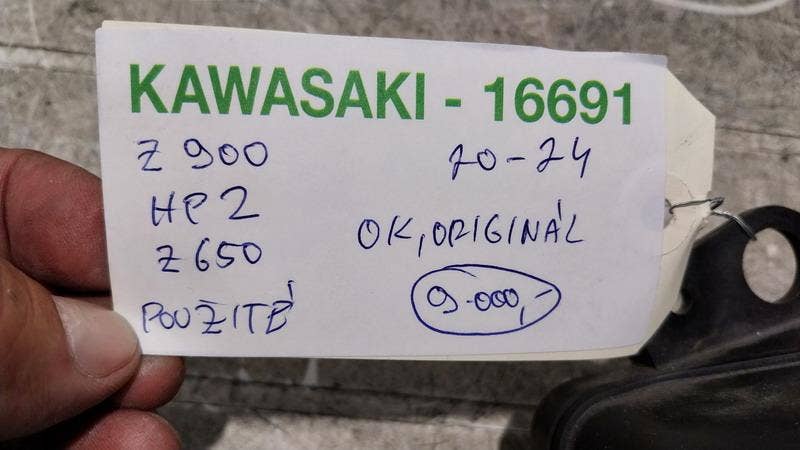 KAWASAKI - 16691
Z 900 20-24
HP2
Z650 OK, ORIGINÁL
POUŽITÉ 9.000,-